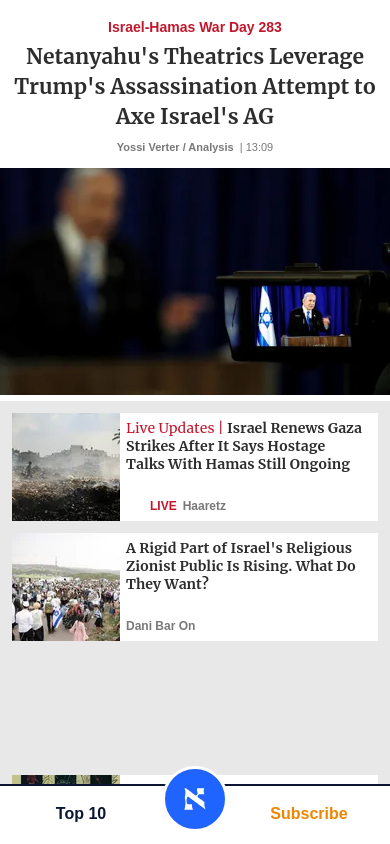 Israel-Hamas War Day 283
Netanyahu's Theatrics Leverage
Trump's Assassination Attempt to
Axe Israel's AG
Yossi Verter / Analysis | 13:09
Live Updates | Israel Renews Gaza
Strikes After It Says Hostage
Talks With Hamas Still Ongoing
LIVE Haaretz
A Rigid Part of Israel's Religious
Zionist Public Is Rising. What Do
They Want?
Dani Bar On
Top 10
א
Subscribe